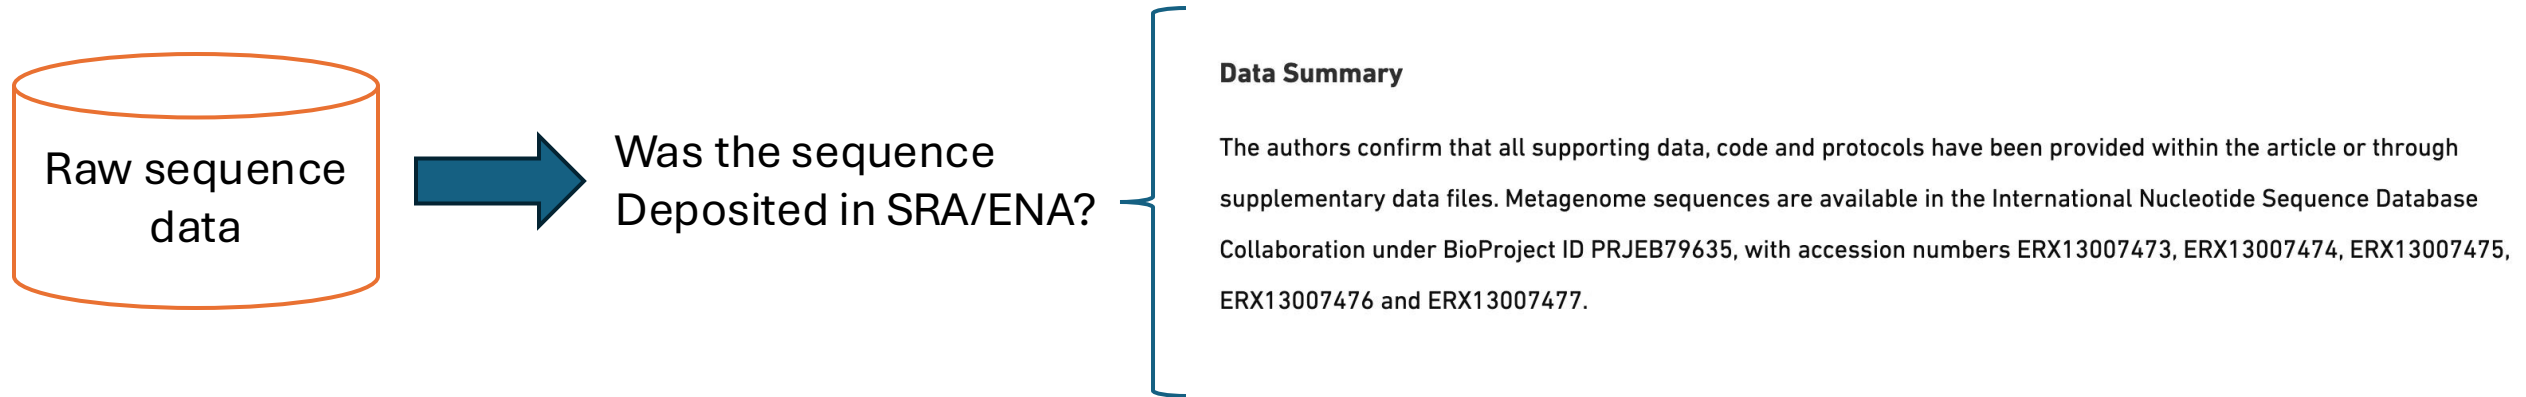 Raw sequence
data
Was the sequence
Deposited in SRA/ENA?
Data Summary
The authors confirm that all supporting data, code and protocols have been provided within the article or through
supplementary data files. Metagenome sequences are available in the International Nucleotide Sequence Database
Collaboration under BioProject ID PRJEB79635, with accession numbers ERX13007473, ERX13007474, ERX13007475,
ERX13007476 and ERX13007477.